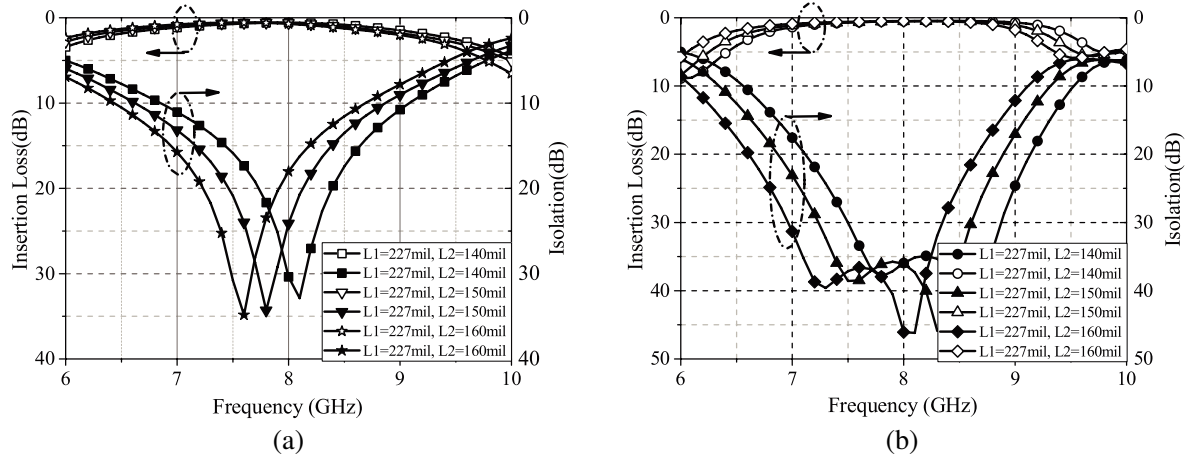 0
10
20
30
40
Insertion Loss(dB)
0
10
20
30
40
Isolation(dB)
L1=227mil, L2=140mil
L1=227mil, L2=140mil
L1=227mil, L2=150mil
L1=227mil, L2=150mil
L1=227mil, L2=160mil
L1=227mil, L2=160mil
6 7 8 9 10
Frequency (GHz)
(a)
0
10
20
30
40
50
Insertion Loss(dB)
0
10
20
30
40
50
Isolation(dB)
L1=227mil, L2=140mil
L1=227mil, L2=140mil
L1=227mil, L2=150mil
L1=227mil, L2=150mil
L1=227mil, L2=160mil
L1=227mil, L2=160mil
6 7 8 9 10
Frequency (GHz)
(b)